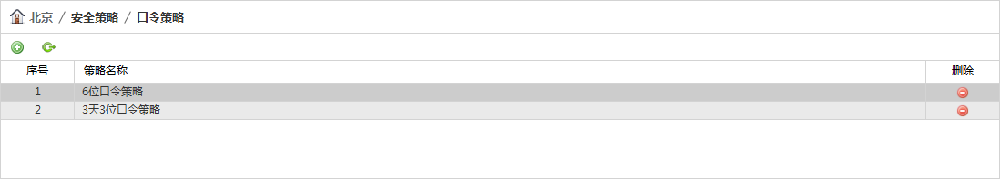 北京 / 安全策略 / 口令策略
序号 策略名称 删除
1 6位口令策略
2 3天3位口令策略